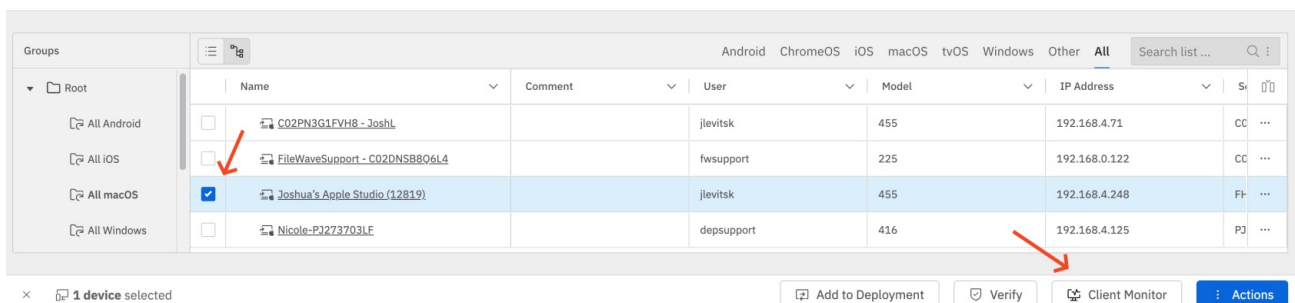 Groups
Android ChromeOS iOS macOS tvOS Windows Other All Search list ...
Root
Name Comment User Model IP Address
All Android
C02PN3G1FVH8 - JoshL jlevitsk 455 192.168.4.71
All iOS
FileWaveSupport - C02DNSB8Q6L4 fwsupport 225 192.168.0.122
All macOS
Joshua's Apple Studio (12819) jlevitsk 455 192.168.4.248
All Windows
Nicole-PJ273703LF depsupport 416 192.168.4.125 PJ
1 device selected Add to Deployment Verify Client Monitor Actions